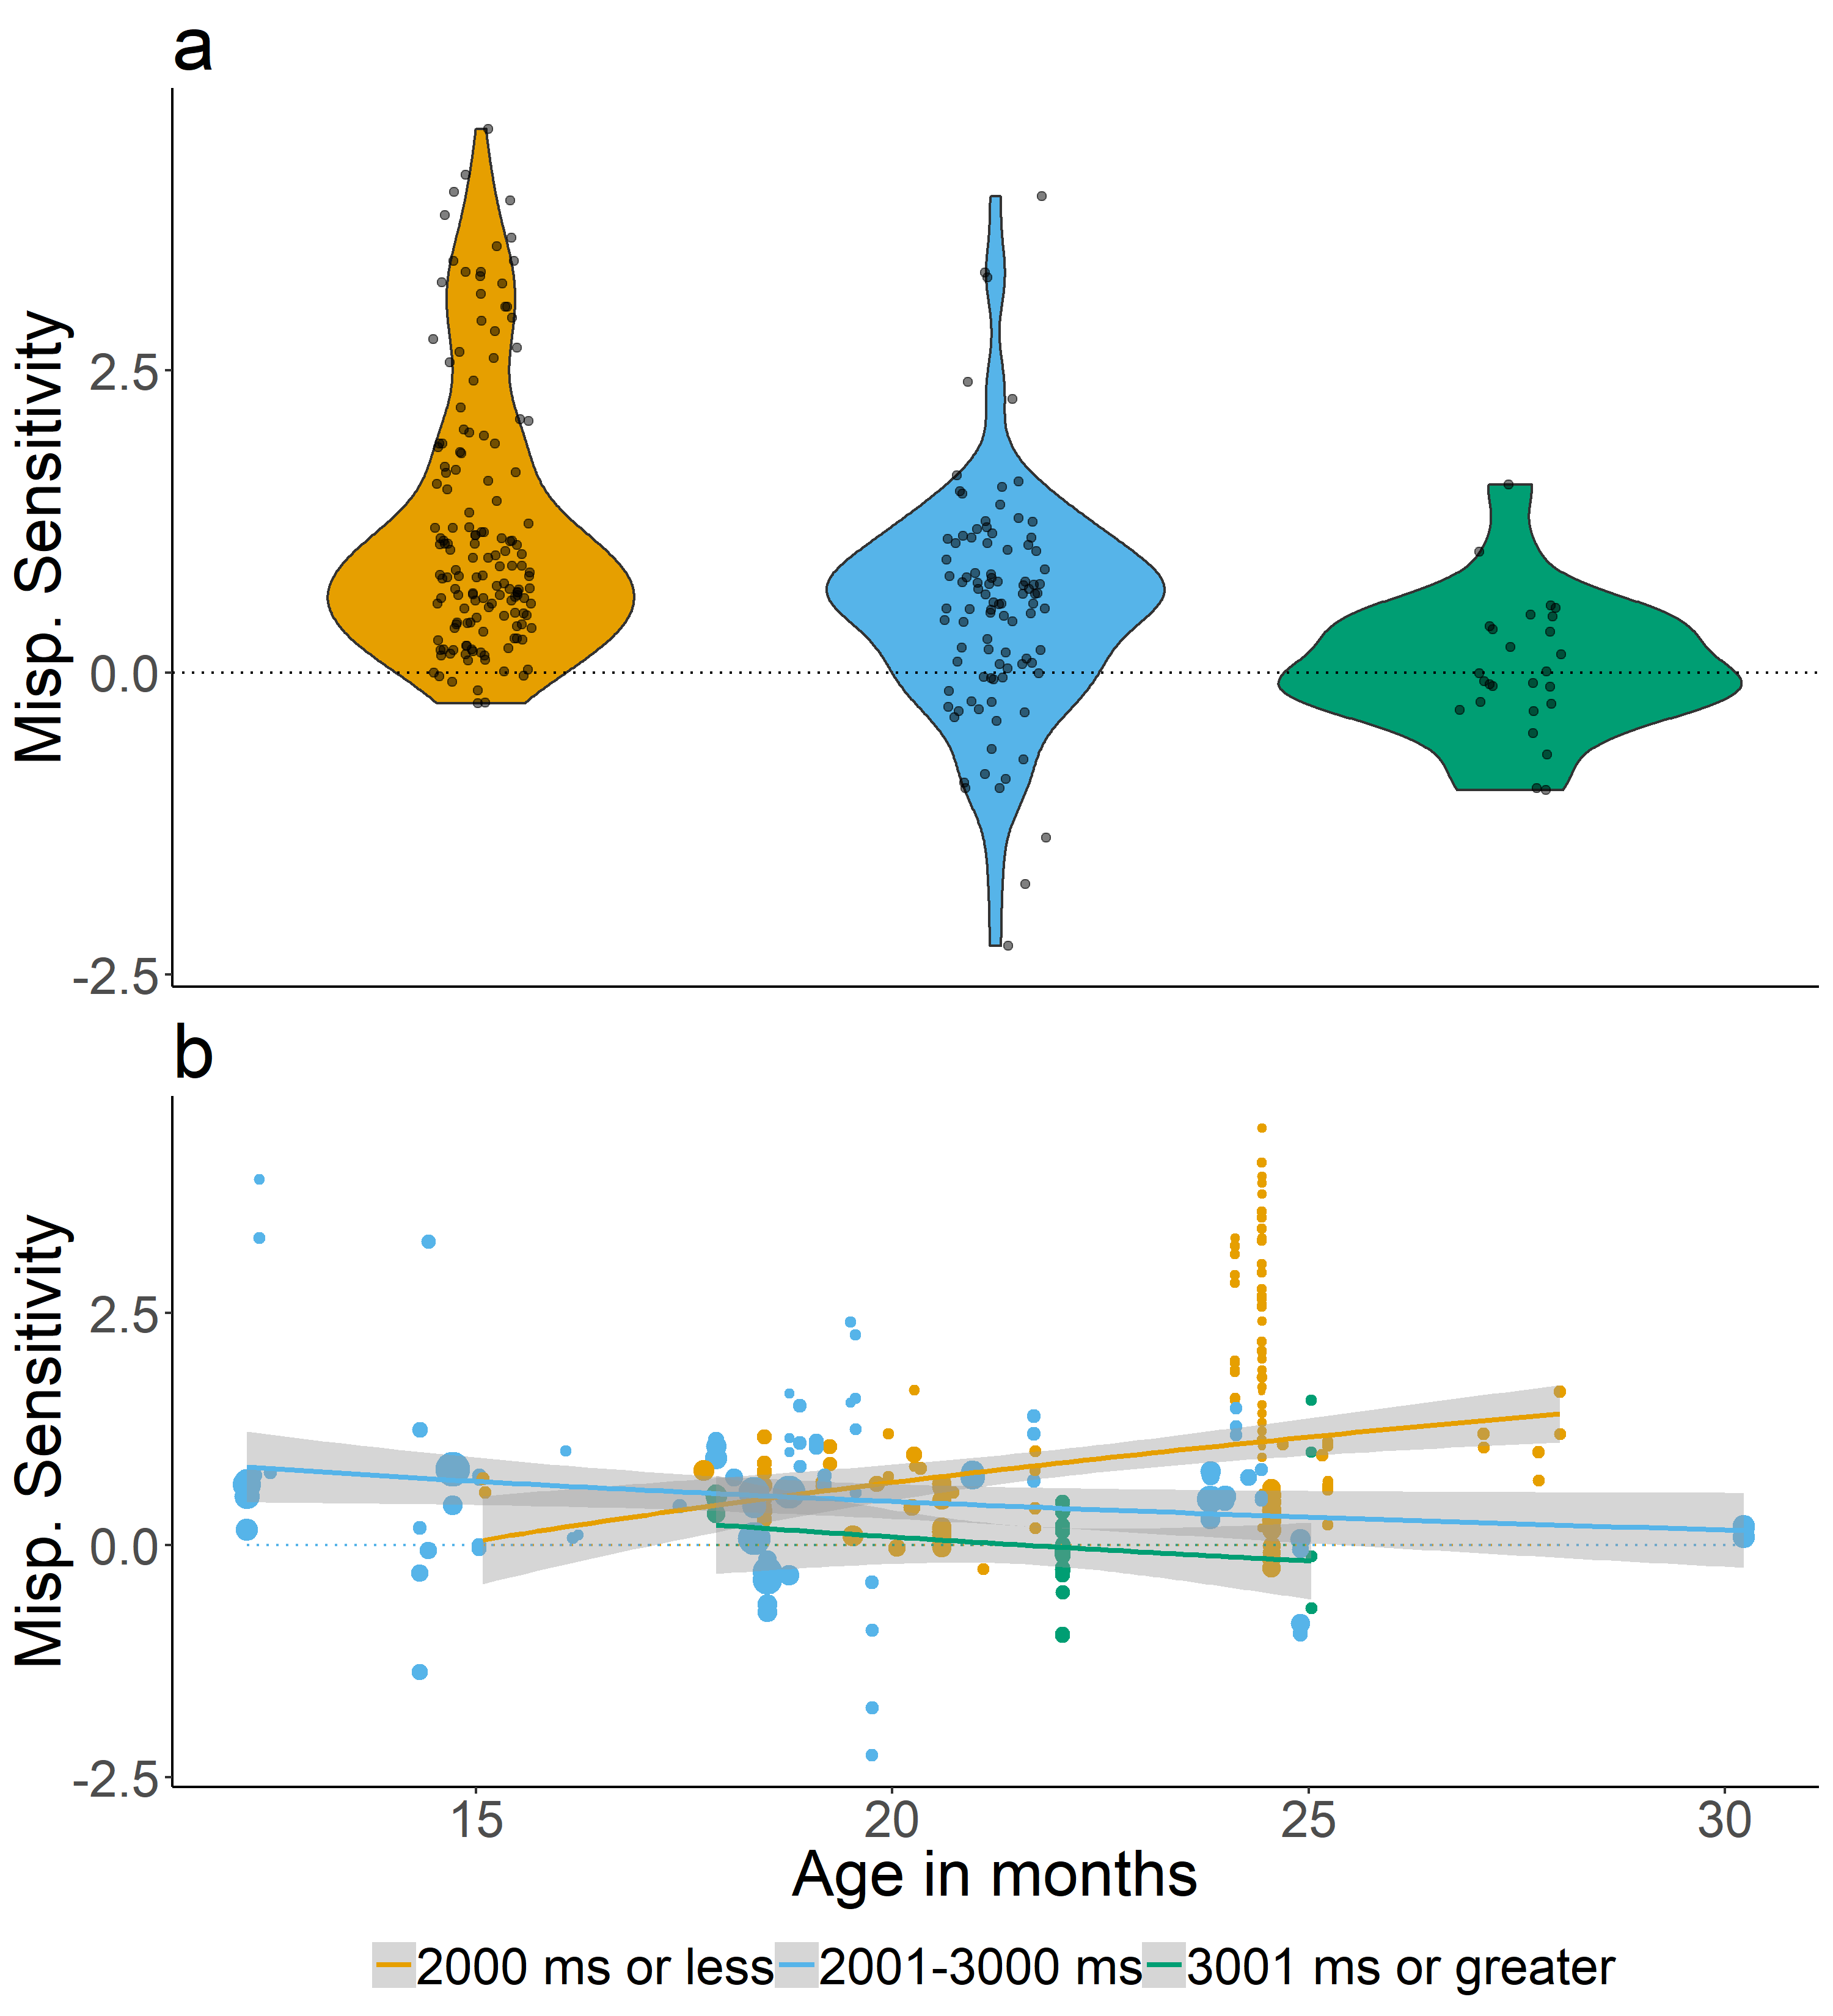 a
Misp. Sensitivity
2.5
0.0
-2.5
b
Misp. Sensitivity
2.5
0.0
-2.5
15 20 25 30
Age in months
2000 ms or less 2001-3000 ms 3001 ms or greater